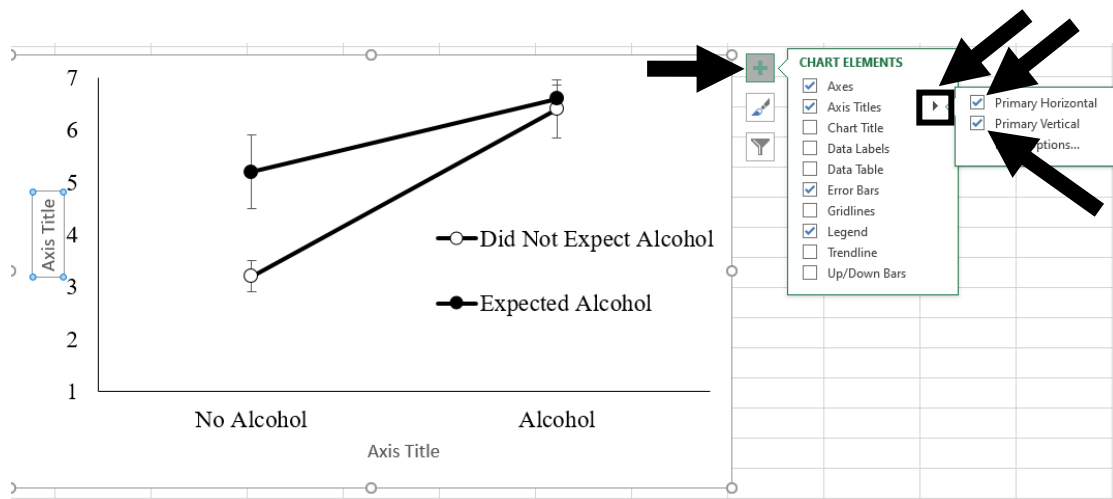 7
6
5
4
3
2
1
Axis Title
Did Not Expect Alcohol
Expected Alcohol
No Alcohol
Alcohol
Axis Title
CHART ELEMENTS
Axes
Axis Titles
Chart Title
Data Labels
Data Table
Error Bars
Gridlines
Legend
Trendline
Up/Down Bars
Primary Horizontal
Primary Vertical